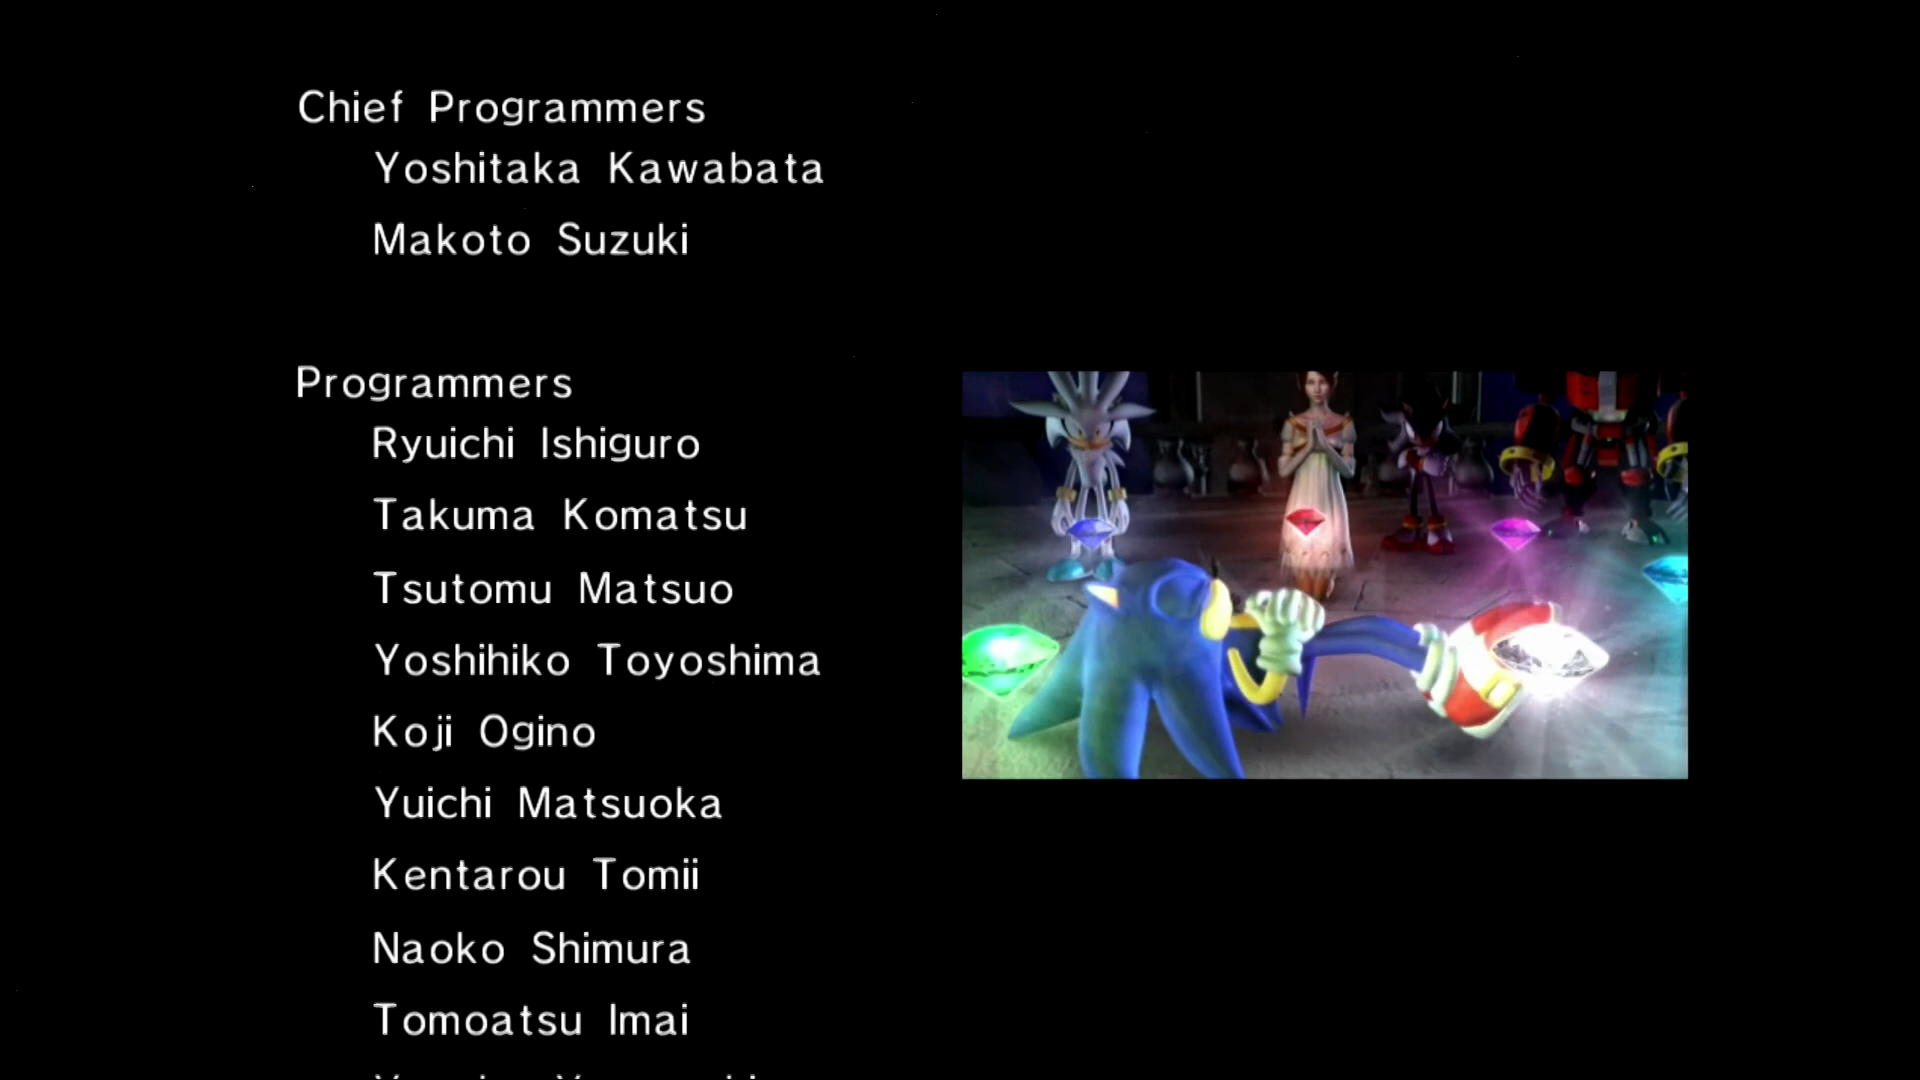 Chief Programmers
Yoshitaka Kawabata
Makoto Suzuki
Programmers
Ryuichi Ishiguro
Takuma Komatsu
Tsutomu Matsuo
Yoshihiko Toyoshima
Koji Ogino
Yuichi Matsuoka
Kentarou Tomii
Naoko Shimura
Tomoatsu Imai